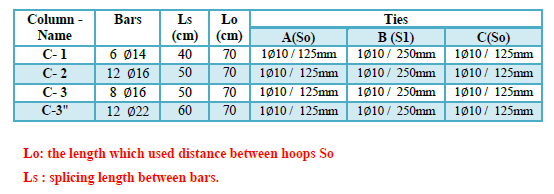 Column - Name Bars Ls (cm) Lo (cm) Ties
A(So) B (S1) C(So)
C- 1 6 Ø14 40 70 1Ø10 / 125mm 1Ø10 / 250mm 1Ø10 / 125mm
C- 2 12 Ø16 50 70 1Ø10 / 125mm 1Ø10 / 250mm 1Ø10 / 125mm
C- 3 8 Ø16 50 70 1Ø10 / 125mm 1Ø10 / 250mm 1Ø10 / 125mm
C-3" 12 Ø22 60 70 1Ø10 / 125mm 1Ø10 / 250mm 1Ø10 / 125mm
Lo: the length which used distance between hoops So
Ls : splicing length between bars.